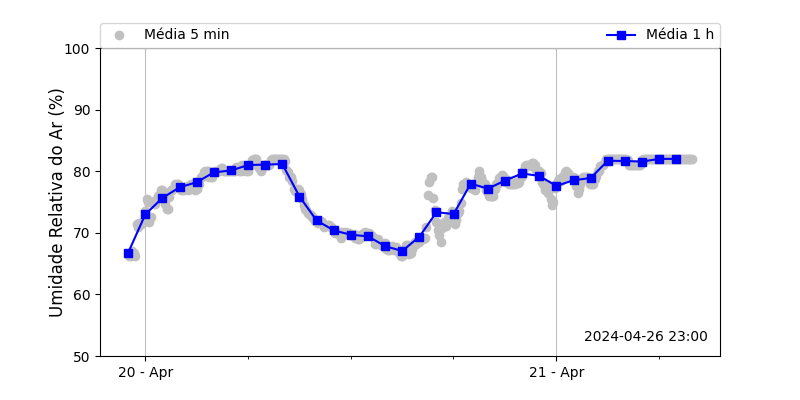 Média 5 min
Média 1 h
Umidade Relativa do Ar (%)
100
90
80
70
60
50
2024-04-26 23:00
20 - Apr
21 - Apr